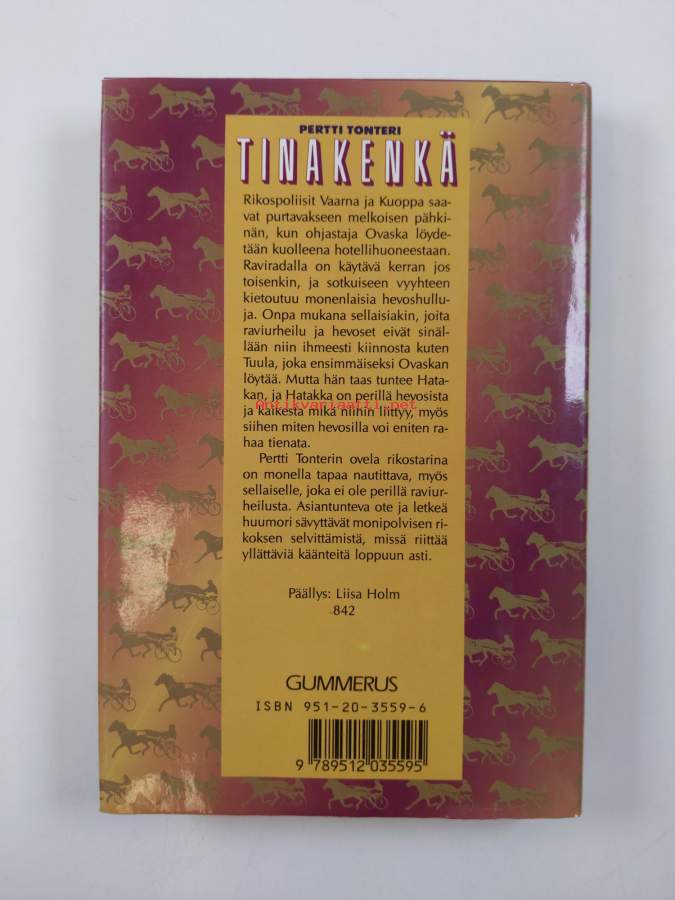 PERTTI TONTERI
TINAKENKÄ
Rikospoliisit Vaarna ja Kuoppa saa-
vat purtavakseen melkoisen pähki-
nän, kun ohjastaja Ovaska löyde-
tään kuolleena hotellihuoneestaan.
Raviradalla on käytävä kerran jos
toisenkin, ja sotkuiseen vyyhteen
kietoutuu monenlaisia hevoshullu-
ja. Onpa mukana sellaisiakin, joita
raviurheilu ja hevoset eivät sinäl-
lään niin ihmeesti kiinnosta kuten
Tuula, joka ensimmäiseksi Ovaskan
löytää. Mutta hän taas tuntee Hata-
kan, ja Hatakka on perillä hevosista
Antikvariaatti.net
ja kaikesta mikä niihin liittyy, myös
siihen miten hevosilla voi eniten ra-
haa tienata.
Pertti Tonterin ovela rikostarina
on monella tapaa nautittava, myös
sellaiselle, joka ei ole perillä raviur-
heilusta. Asiantunteva ote ja letkeä
huumori sävyttävät monipolvisen ri-
koksen selvittämistä, missä riittää
yllättäviä käänteitä loppuun asti.
Päällys: Liisa Holm
842
GUMMERUS
ISBN 951-20-3559-6
9 789512 035595